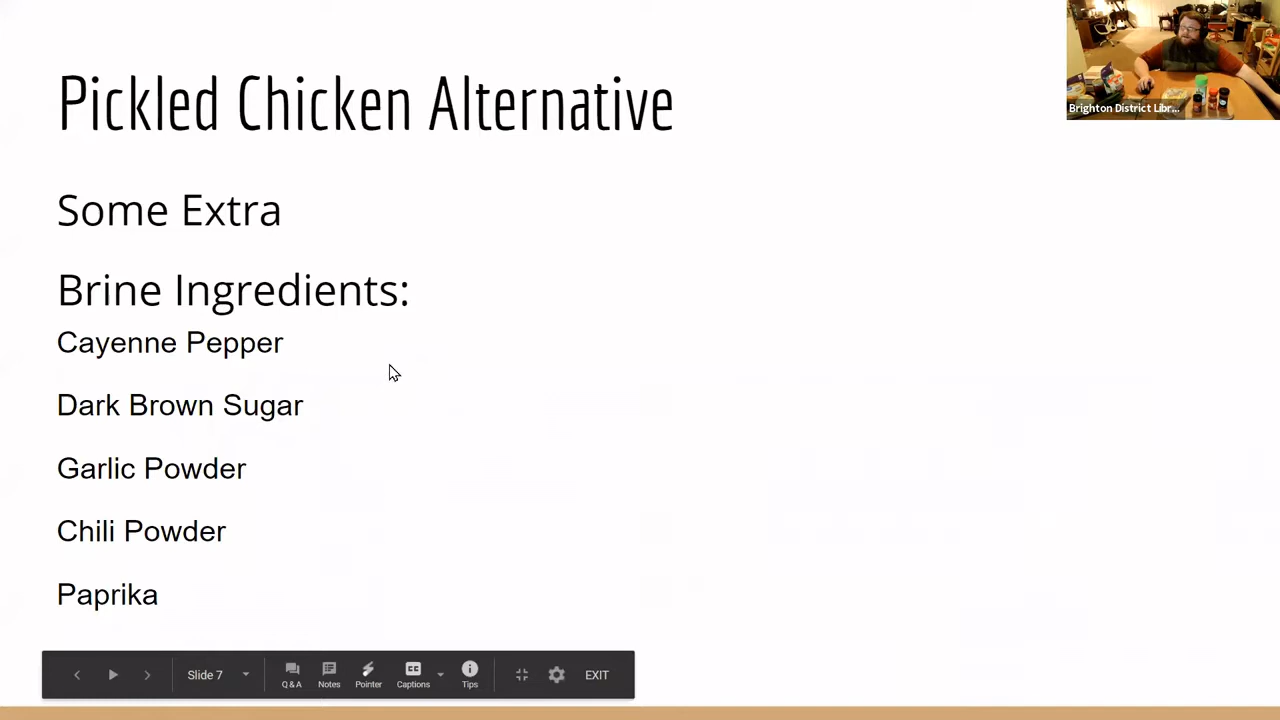 Pickled Chicken Alternative
Brighton District Libr...
Some Extra
Brine Ingredients:
Cayenne Pepper
Dark Brown Sugar
Garlic Powder
Chili Powder
Paprika
Slide 7
Q & A
Notes
Pointer
CC
Captions
Tips
EXIT